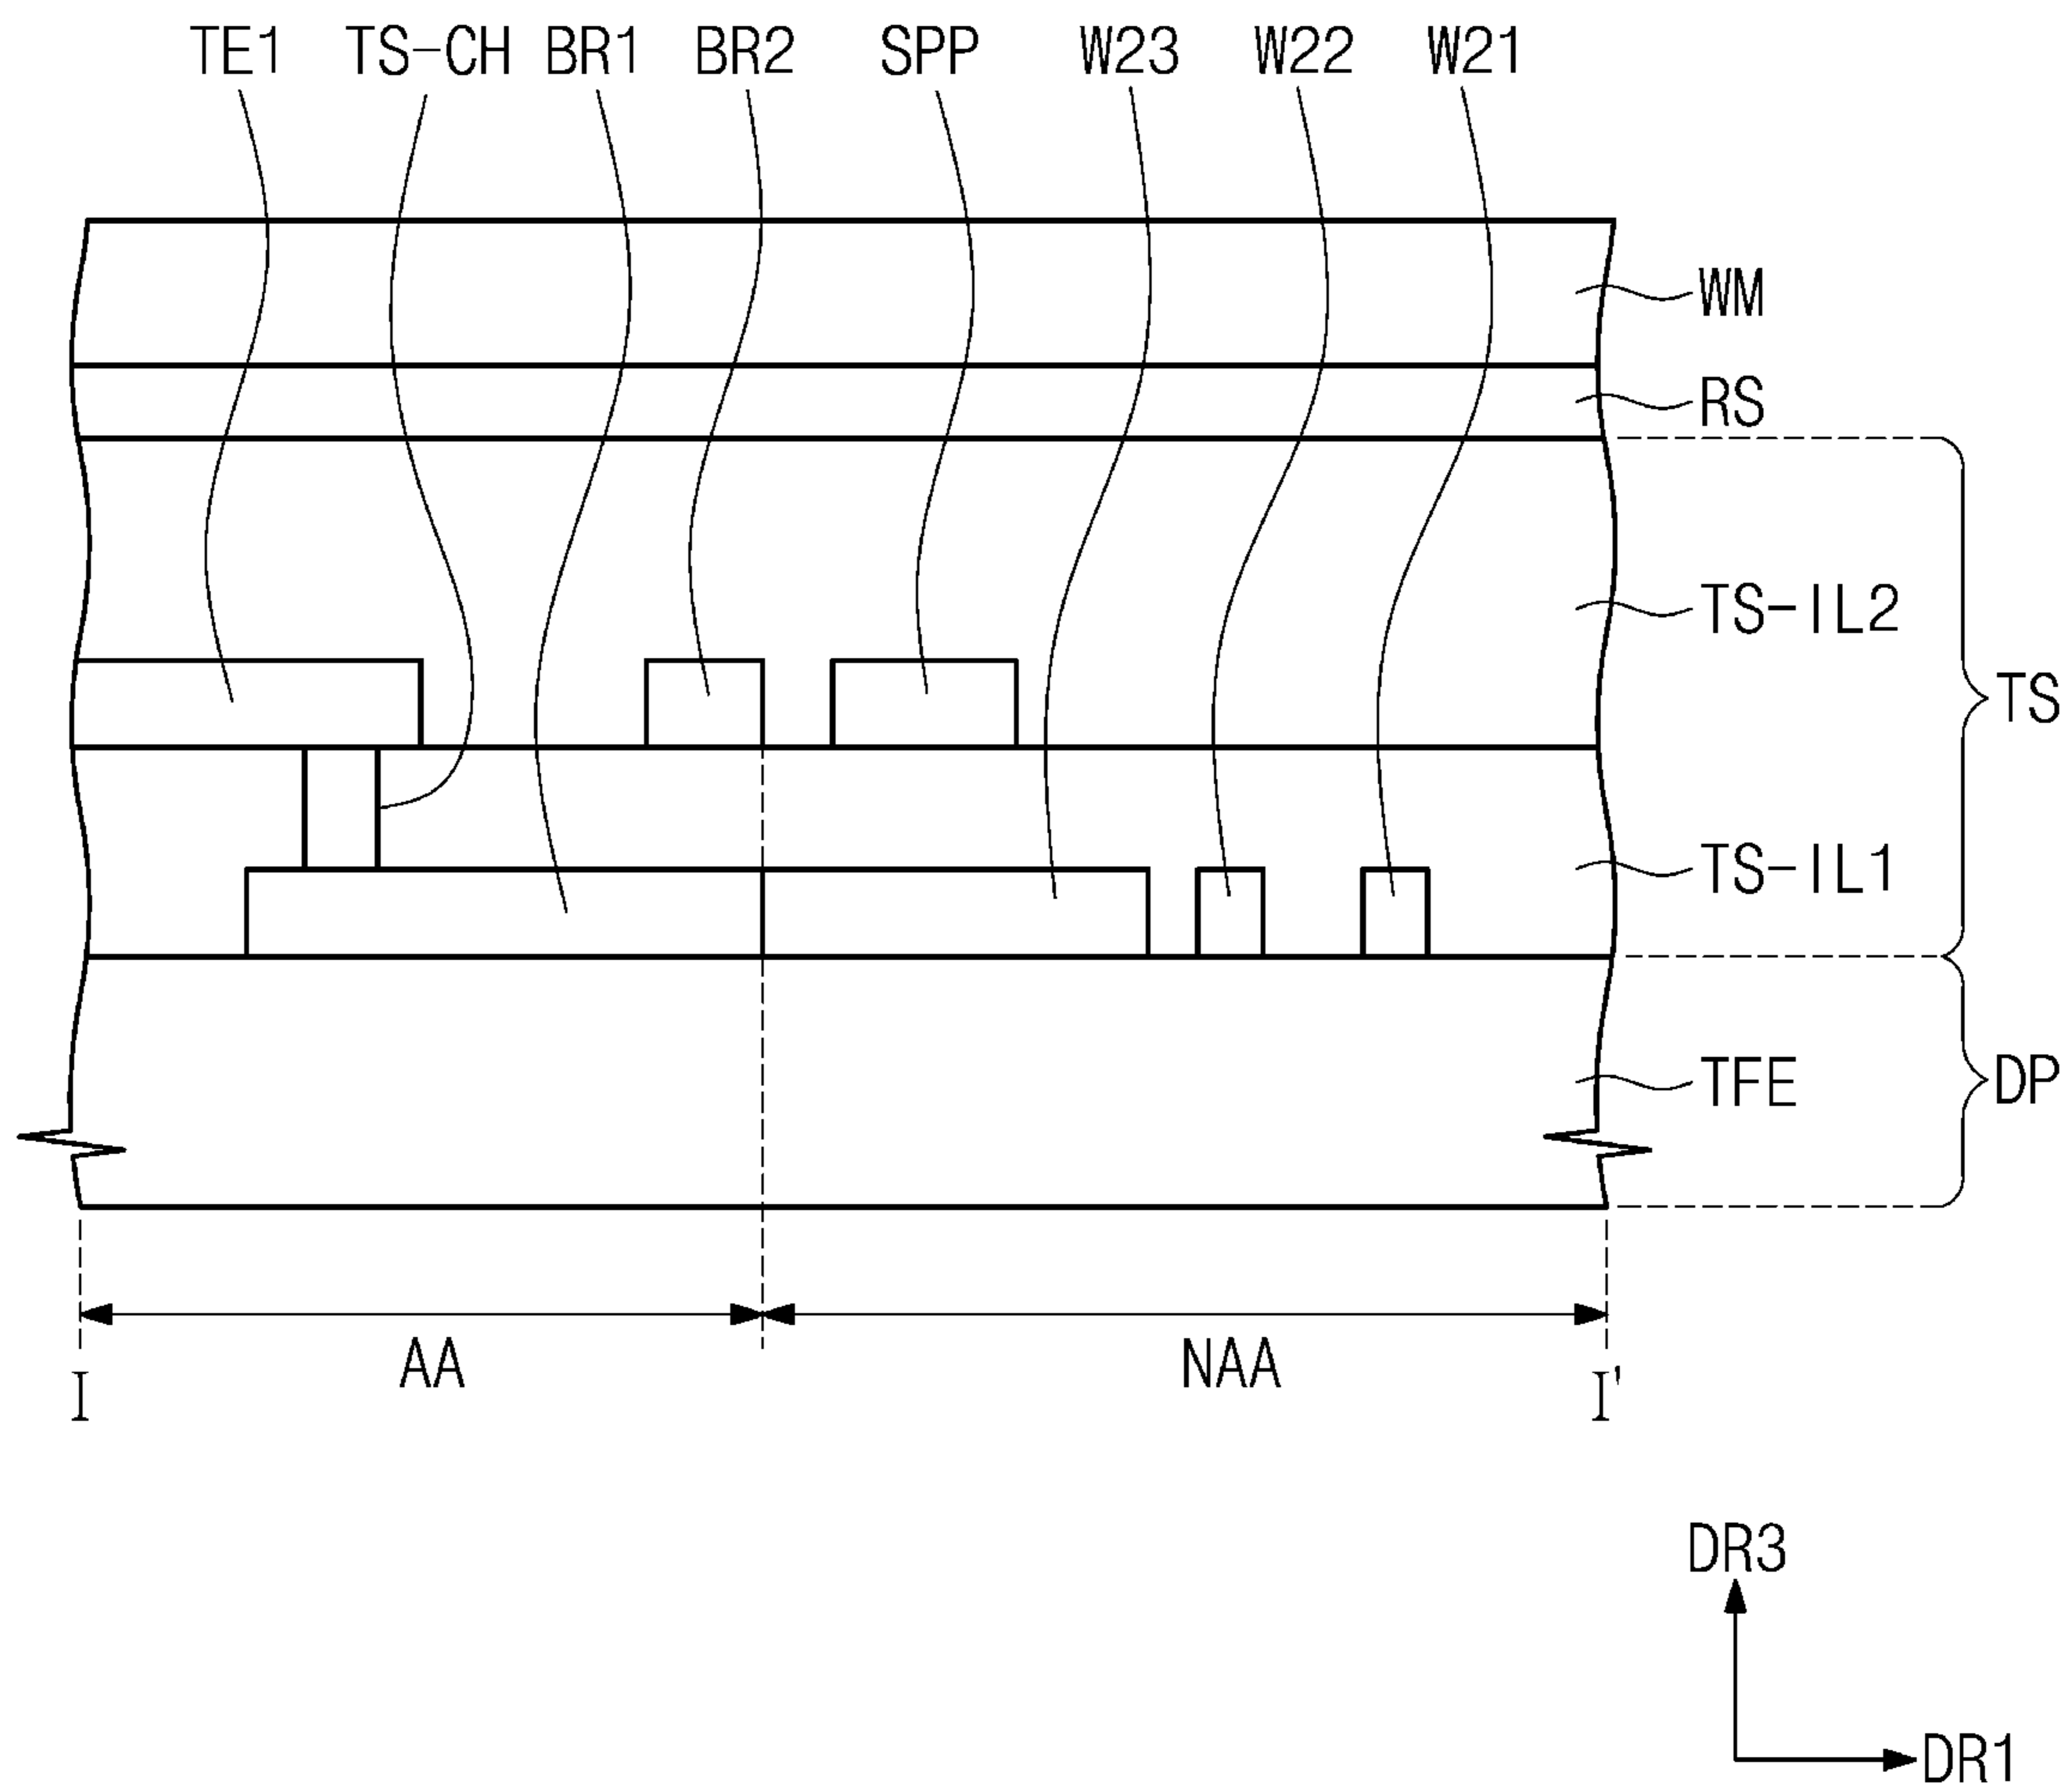 TE1 TS-CH BR1 BR2 SPP W23 W22 W21
WM
RS
TS-IL2
TS
TS-IL1
TFE
DP
AA NAA
I I'
DR3
DR1